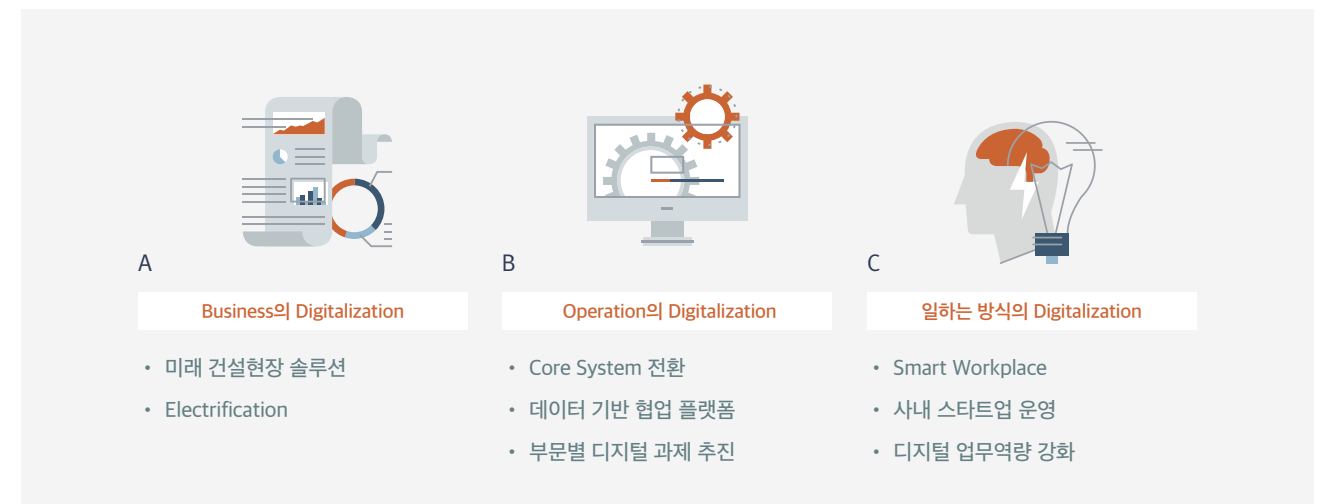 A
Business의 Digitalization
• 미래 건설현장 솔루션
• Electrification
B
Operation의 Digitalization
• Core System 전환
• 데이터 기반 협업 플랫폼
• 부문별 디지털 과제 추진
C
일하는 방식의 Digitalization
• Smart Workplace
• 사내 스타트업 운영
• 디지털 업무역량 강화